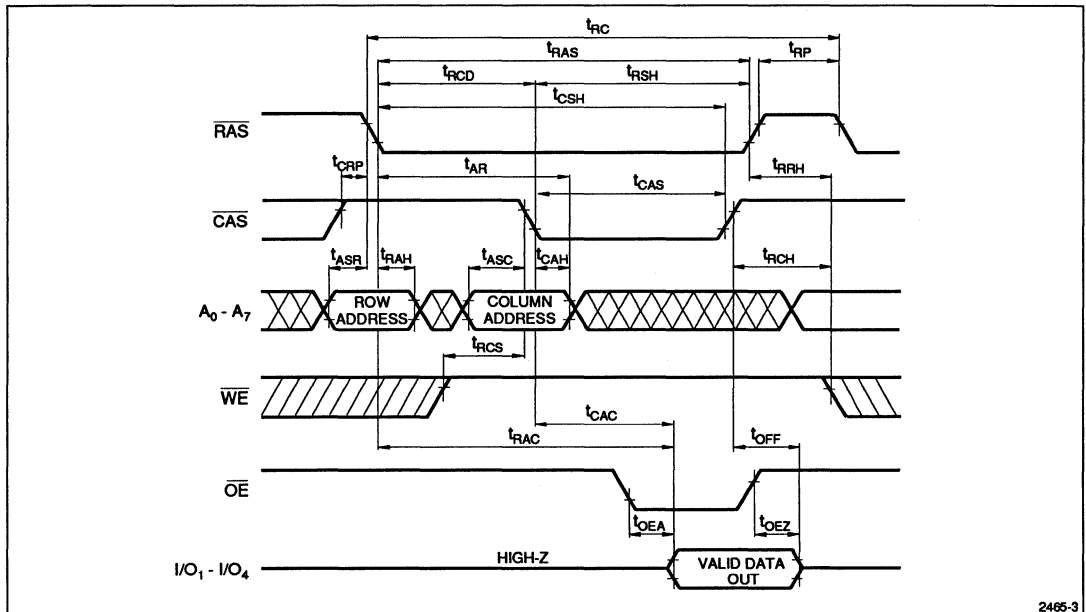 tRC
tRAS
tRP
tRCD
tRSH
tCSH
RAS
tCRP
tAR
tRRH
tCAS
CAS
tASR
tRAH
tASC
tCAH
tRCH
A0 - A7
ROW ADDRESS
COLUMN ADDRESS
tRCS
WE
tCAC
tRAC
tOFF
OE
tOEA
tOEZ
I/O1 - I/O4
HIGH-Z
VALID DATA OUT
2465-3